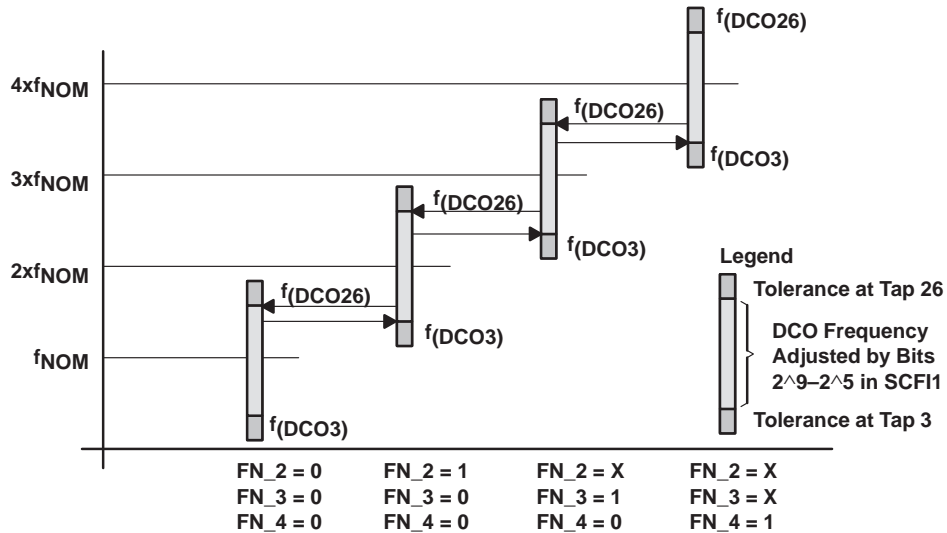 f(DCO26)
4xfNOM
f(DCO26)
f(DCO3)
3xfNOM
f(DCO26)
f(DCO3)
Legend
2xfNOM
f(DCO26)
Tolerance at Tap 26
f(DCO3)
DCO Frequency
Adjusted by Bits
2^9–2^5 in SCFI1
fNOM
Tolerance at Tap 3
f(DCO3)
FN_2 = 0 FN_2 = 1 FN_2 = X FN_2 = X
FN_3 = 0 FN_3 = 0 FN_3 = 1 FN_3 = X
FN_4 = 0 FN_4 = 0 FN_4 = 0 FN_4 = 1